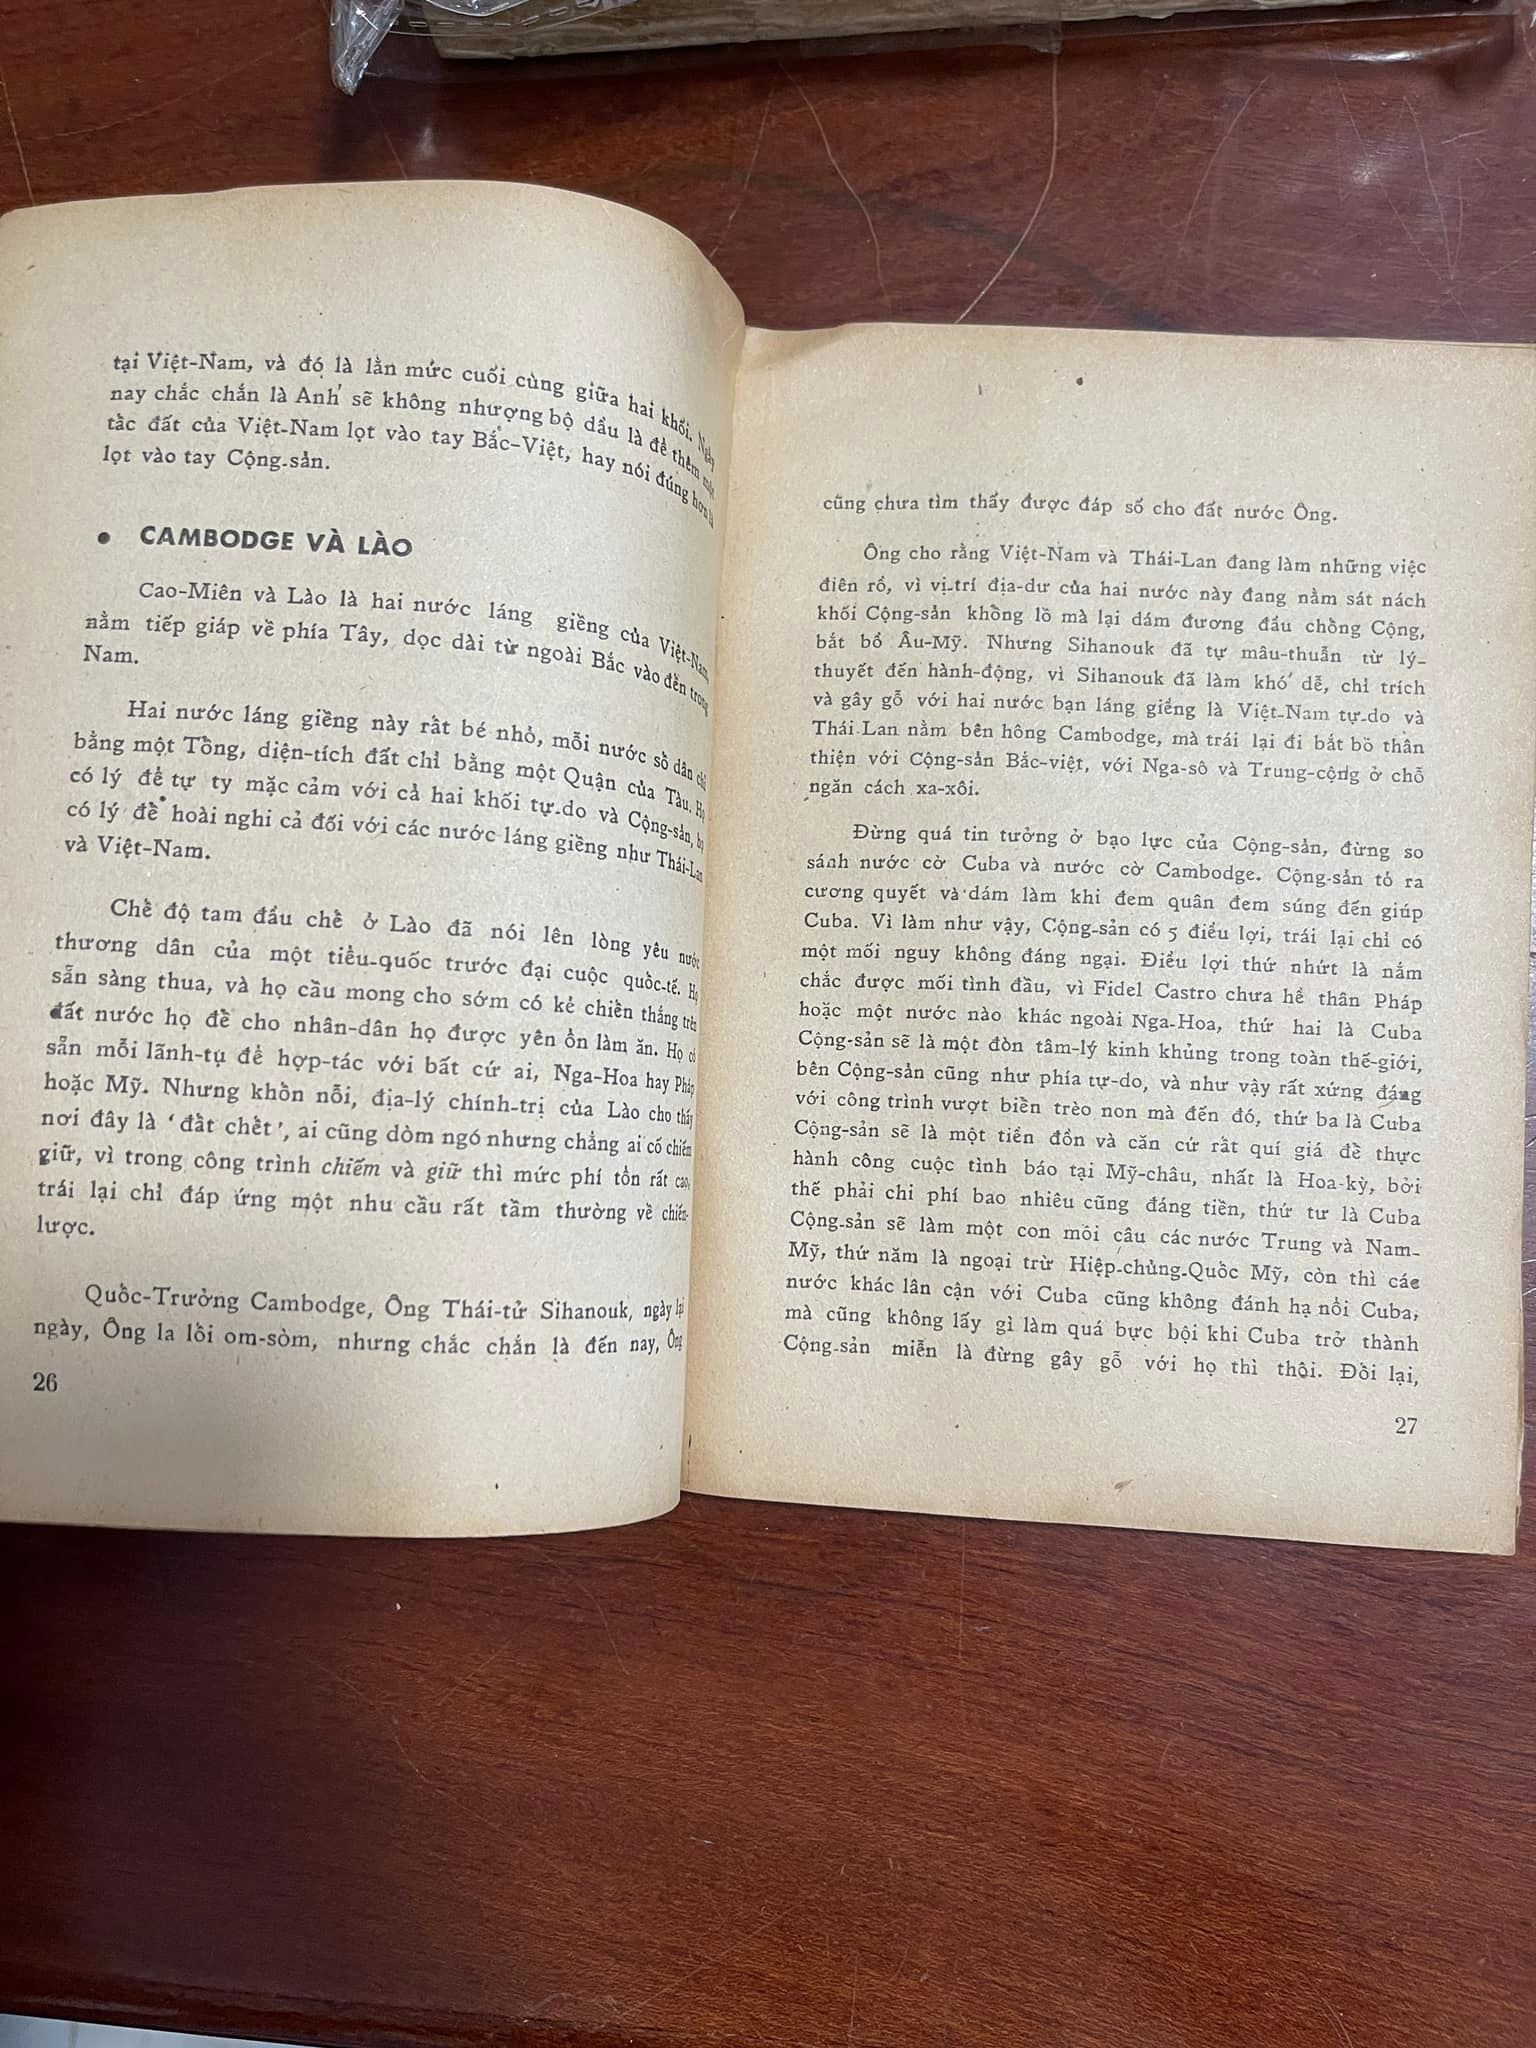 tại Việt-Nam, và đó là lằn mức cuối cùng giữa hai khối. Ngày
nay chắc chắn là Anh sẽ không nhượng bộ dầu là để thêm một
tấc đất của Việt-Nam lọt vào tay Bắc-Việt, hay nói đúng hơn là
lọt vào tay Cộng-sản.
• CAMBODGE VÀ LÀO
Cao-Miên và Lào là hai nước láng giềng của Việt-Nam,
nằm tiếp giáp về phía Tây, dọc dài từ ngoài Bắc vào đến trong
Nam.
Hai nước láng giềng này rất bé nhỏ, mỗi nước số dân chỉ
bằng một Tổng, diện-tích đất chỉ bằng một Quận của Tàu. Họ
có lý để tự ty mặc cảm với cả hai khối tự-do và Cộng-sản, họ
có lý để hoài nghi cả đối với các nước láng giềng như Thái-Lan
và Việt-Nam.
Chế độ tam đầu chế ở Lào đã nói lên lòng yêu nước
thương dân của một tiểu-quốc trước đại cuộc quốc-tế. Họ
sẵn sàng thua, và họ cầu mong cho sớm có kẻ chiến thắng trên
đất nước họ để cho nhân-dân họ được yên ổn làm ăn. Họ có
sẵn mỗi lãnh-tụ để hợp-tác với bất cứ ai, Nga-Hoa hay Pháp
hoặc Mỹ. Nhưng khồn nỗi, địa-lý chính-trị của Lào cho thấy
nơi đây là 'đất chết', ai cũng dòm ngó nhưng chẳng ai cố chiếm
giữ, vì trong công trình chiếm và giữ thì mức phí tổn rất cao,
trái lại chỉ đáp ứng một nhu cầu rất tầm thường về chiến-
lược.
Quốc-Trưởng Cambodge, Ông Thái-tử Sihanouk, ngày lại
ngày, Ông la lối om-sòm, nhưng chắc chắn là đến nay, Ông
26
cũng chưa tìm thấy được đáp số cho đất nước Ông.
Ông cho rằng Việt-Nam và Thái-Lan đang làm những việc
điên rồ, vì vị-trí địa-dư của hai nước này đang nằm sát nách
khối Cộng-sản khồng lồ mà lại dám đương đầu chống Cộng,
bắt bồ Âu-Mỹ. Nhưng Sihanouk đã tự mâu-thuẫn từ lý-
thuyết đến hành-động, vì Sihanouk đã làm khó dễ, chỉ trích
và gây gỗ với hai nước bạn láng giềng là Việt-Nam tự-do và
Thái-Lan nằm bên hông Cambodge, mà trái lại đi bắt bồ thân
thiện với Cộng-sản Bắc-việt, với Nga-sô và Trung-cộng ở chỗ
ngăn cách xa-xôi.
Đừng quá tin tưởng ở bạo lực của Cộng-sản, đừng so
sánh nước cờ Cuba và nước cờ Cambodge. Cộng-sản tỏ ra
cương quyết và dám làm khi đem quân đem súng đến giúp
Cuba. Vì làm như vậy, Cộng-sản có 5 điều lợi, trái lại chỉ có
một mối nguy không đáng ngại. Điều lợi thứ nhứt là nắm
chắc được mối tình đầu, vì Fidel Castro chưa hề thân Pháp
hoặc một nước nào khác ngoài Nga-Hoa, thứ hai là Cuba
Cộng-sản sẽ là một đòn tâm-lý kinh khủng trong toàn thế-giới,
bên Cộng-sản cũng như phía tự-do, và như vậy rất xứng đáng
với công trình vượt biển trèo non mà đến đó, thứ ba là Cuba
Cộng-sản sẽ là một tiền đồn và căn cứ rất quí giá để thực
hành công cuộc tình báo tại Mỹ-châu, nhất là Hoa-kỳ, bởi
thế phải chi phí bao nhiêu cũng đáng tiền, thứ tư là Cuba
Cộng-sản sẽ làm một con mồi câu các nước Trung và Nam-
Mỹ, thứ năm là ngoại trừ Hiệp-chủng-Quốc Mỹ, còn thì các
nước khác lân cận với Cuba cũng không đánh hạ nổi Cuba,
mà cũng không lấy gì làm quá bực bội khi Cuba trở thành
Cộng-sản miễn là đừng gây gỗ với họ thì thôi. Đổi lại,
27